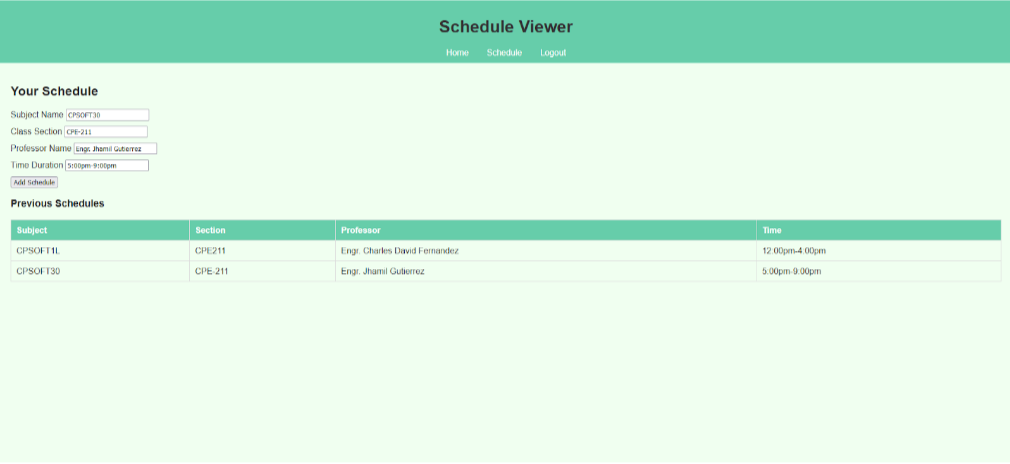 Schedule Viewer
Home Schedule Logout
Your Schedule
Subject Name CPSOFT30
Class Section CPE-211
Professor Name Engr. Jhamil Gutierrez
Time Duration 5:00pm-9:00pm
Add Schedule
Previous Schedules
Subject Section Professor Time
CPSOFT1L CPE211 Engr. Charles David Fernandez 12:00pm-4:00pm
CPSOFT30 CPE-211 Engr. Jhamil Gutierrez 5:00pm-9:00pm